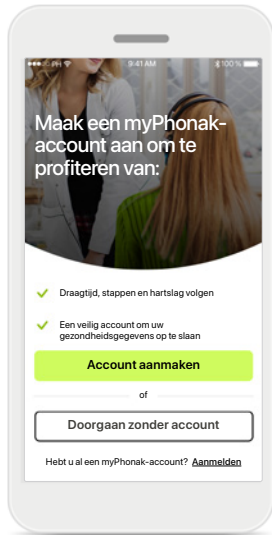 PH 9:41 AM 100%
Maak een myPhonak-
account aan om te
profiteren van:
Draagtijd, stappen en hartslag volgen
Een veilig account om uw
gezondheidsgegevens op te slaan
Account aanmaken
of
Doorgaan zonder account
Hebt u al een myPhonak-account? Aanmelden